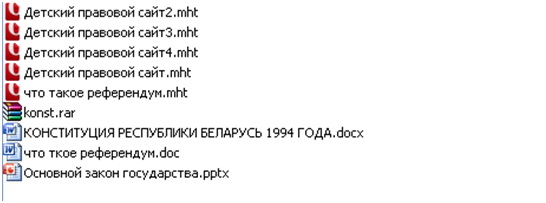 Детский правовой сайт2.mht
Детский правовой сайт3.mht
Детский правовой сайт4.mht
Детский правовой сайт.mht
что такое референдум.mht
konst.rar
КОНСТИТУЦИЯ РЕСПУБЛИКИ БЕЛАРУСЬ 1994 ГОДА.docx
что ткое референдум.doc
Основной закон государства.pptx